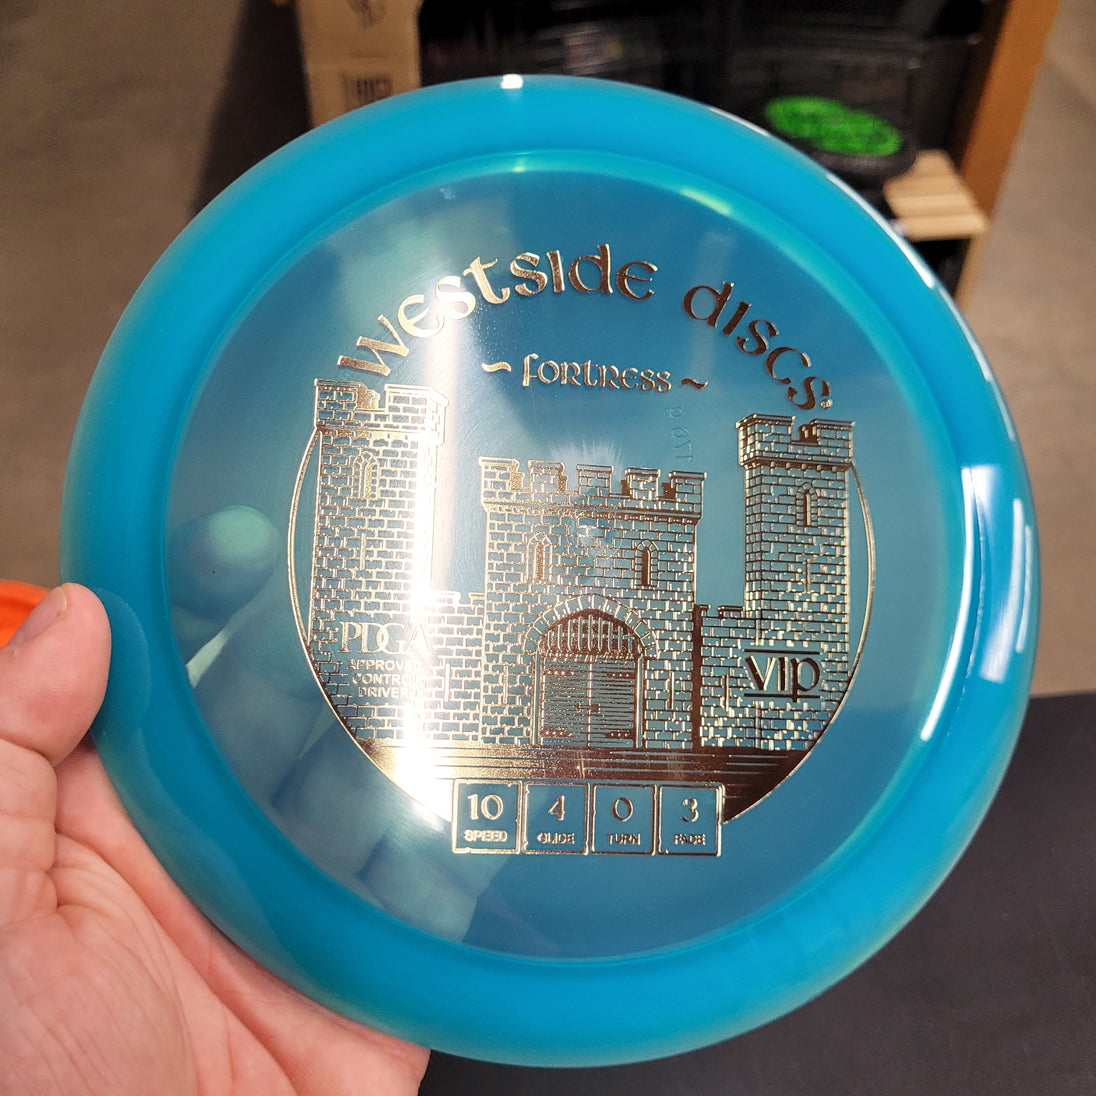 westside discs®
~ fortress ~
PDGA
APPROVED
CONTROL
DRIVER
VIP
10
SPEED
4
GLIDE
0
TURN
3
FADE